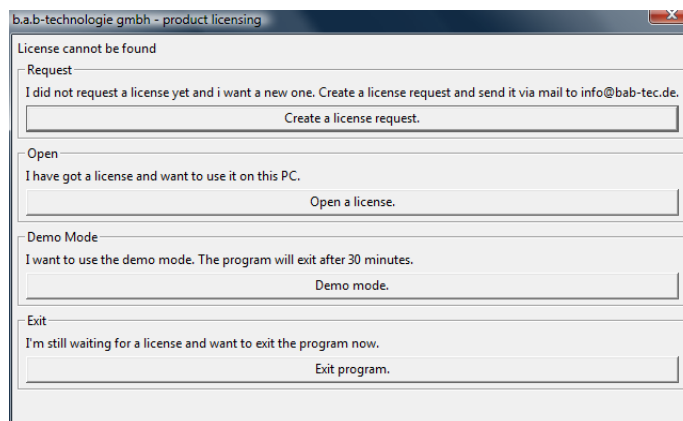 b.a.b-technologie gmbh - product licensing
License cannot be found
Request
I did not request a license yet and i want a new one. Create a license request and send it via mail to info@bab-tec.de.
Create a license request.
Open
I have got a license and want to use it on this PC.
Open a license.
Demo Mode
I want to use the demo mode. The program will exit after 30 minutes.
Demo mode.
Exit
I'm still waiting for a license and want to exit the program now.
Exit program.